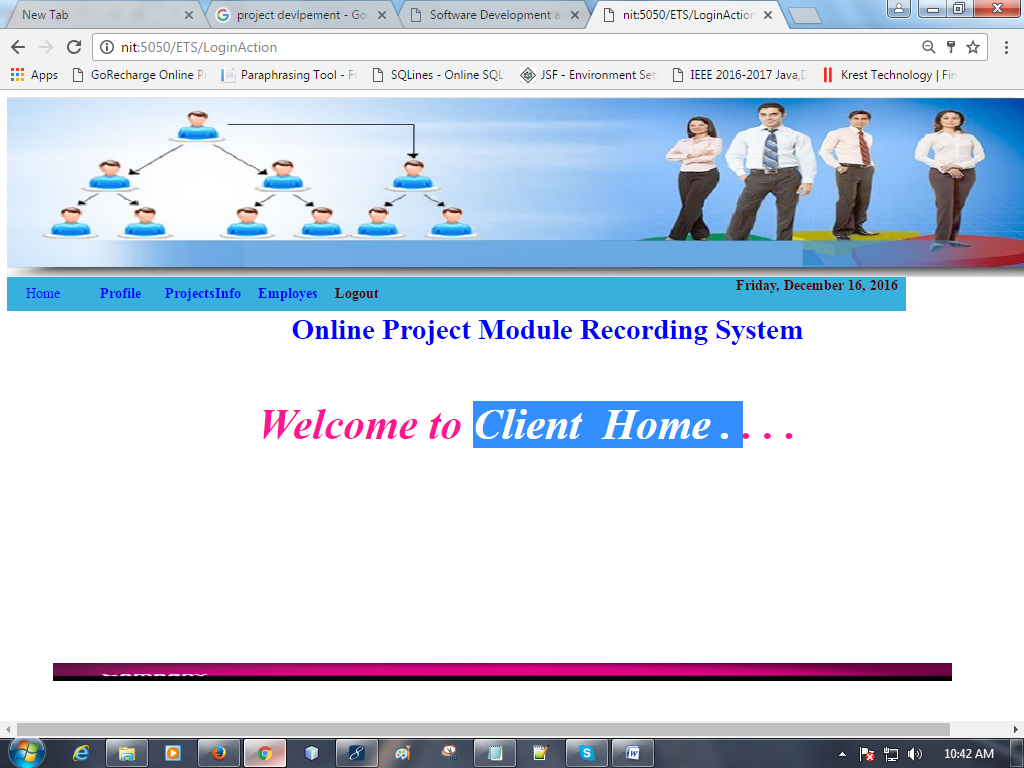 New Tab
project devlpement - Go
Software Development a
nit:5050/ETS/LoginAction
nit:5050/ETS/LoginAction
Apps
GoRecharge Online P
Paraphrasing Tool - F
SQLines - Online SQL
JSF - Environment Set
IEEE 2016-2017 Java,D
Krest Technology | Fin
Home Profile ProjectsInfo Employes Logout
Friday, December 16, 2016
Online Project Module Recording System
Welcome to Client Home . . . .
10:42 AM